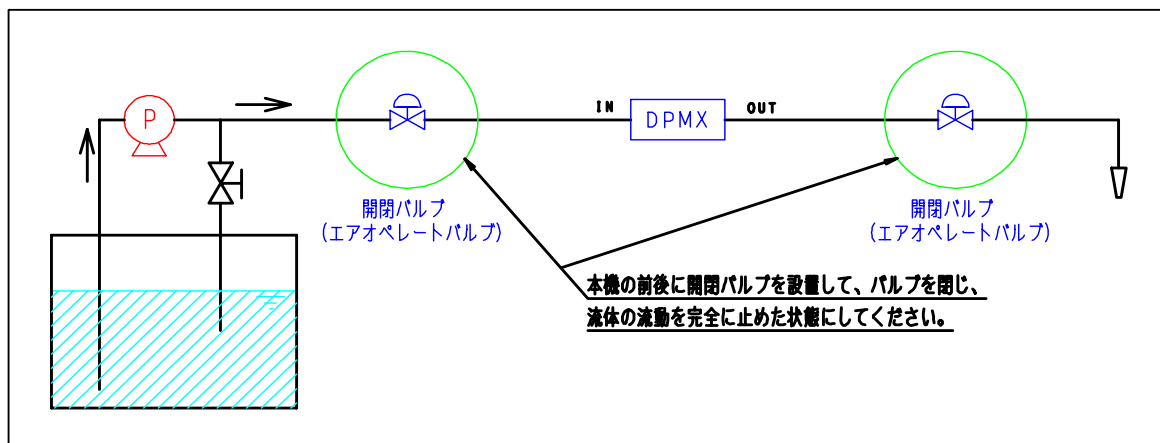 P
IN
DPMX
OUT
開閉バルブ
(エアオペレートバルブ)
開閉バルブ
(エアオペレートバルブ)
本機の前後に開閉バルブを設置して、バルブを閉じ、
流体の流動を完全に止めた状態にしてください。